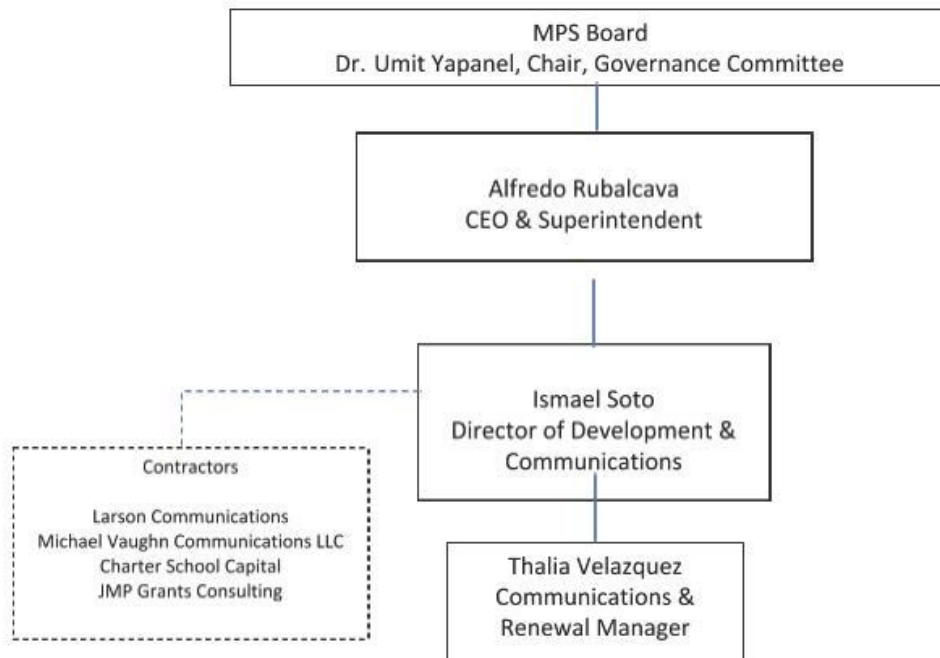 MPS Board
Dr. Umit Yapanel, Chair, Governance Committee
Alfredo Rubalcava
CEO & Superintendent
Ismael Soto
Director of Development &
Communications
Contractors
Larson Communications
Michael Vaughn Communications LLC
Charter School Capital
JMP Grants Consulting
Thalia Velazquez
Communications &
Renewal Manager